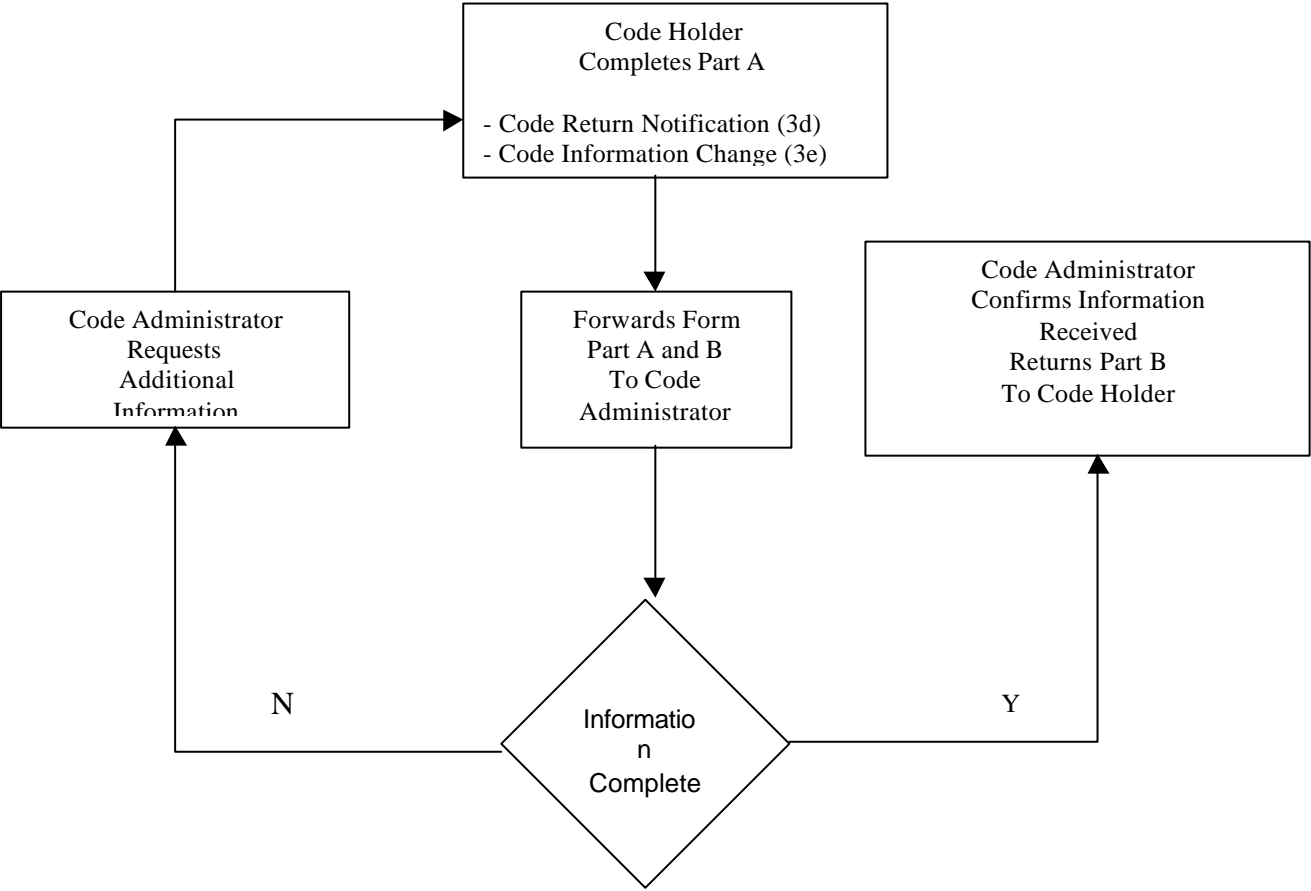 Code Holder
Completes Part A
- Code Return Notification (3d)
- Code Information Change (3e)
Code Administrator
Requests
Additional
Information
Forwards Form
Part A and B
To Code
Administrator
Code Administrator
Confirms Information
Received
Returns Part B
To Code Holder
N
Y
Informatio
n
Complete